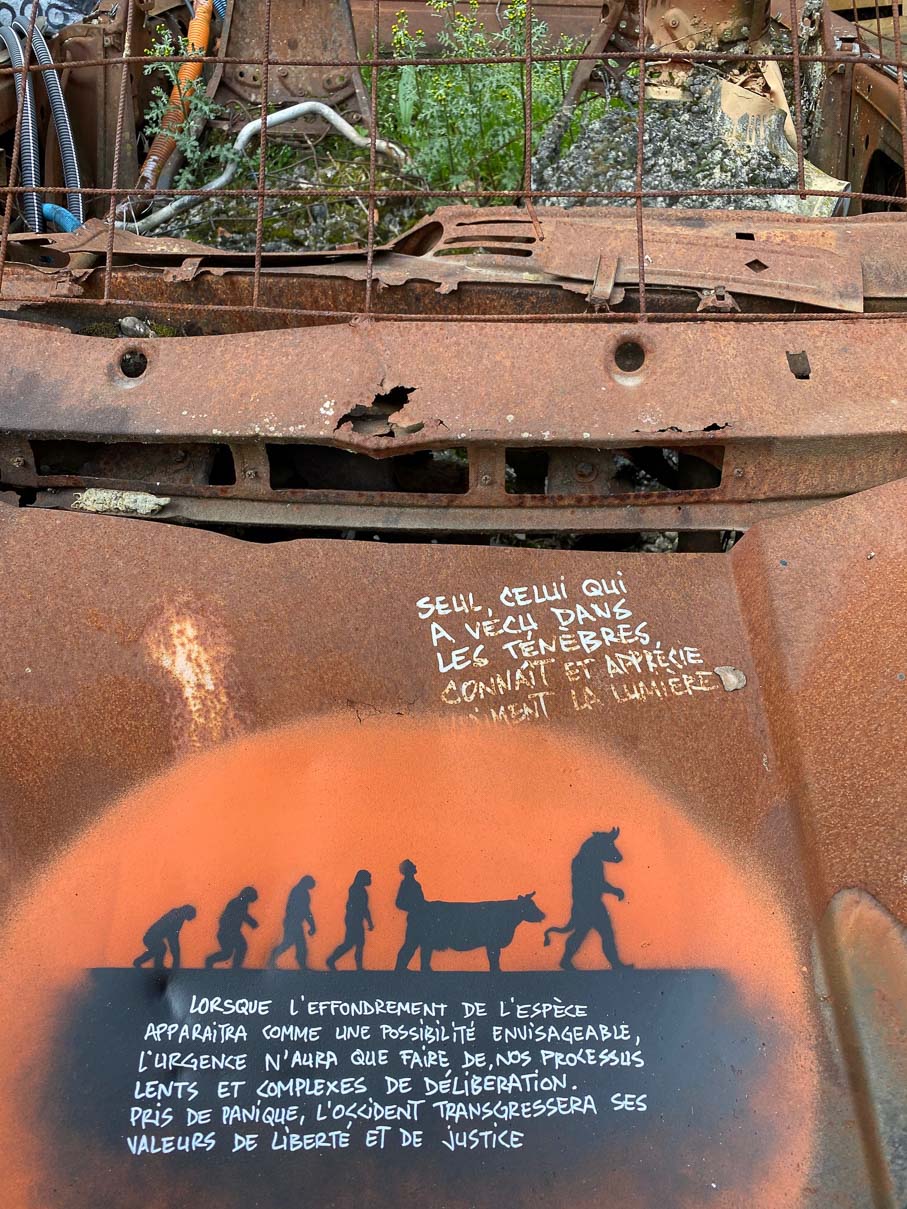 SEUL, CELUI QUI
A VÉCU DANS
LES TÉNÈBRES,
CONNAÎT ET APPRÉCIE
LA LUMIÈRE
LORSQUE L'EFFONDREMENT DE L'ESPÈCE
APPARAITRA COMME UNE POSSIBILITÉ ENVISAGEABLE,
L'URGENCE N'AURA QUE FAIRE DE NOS PROCESSUS
LENTS ET COMPLEXES DE DÉLIBERATION.
PRIS DE PANIQUE, L'OCCIDENT TRANSGRESSERA SES
VALEURS DE LIBERTÉ ET DE JUSTICE